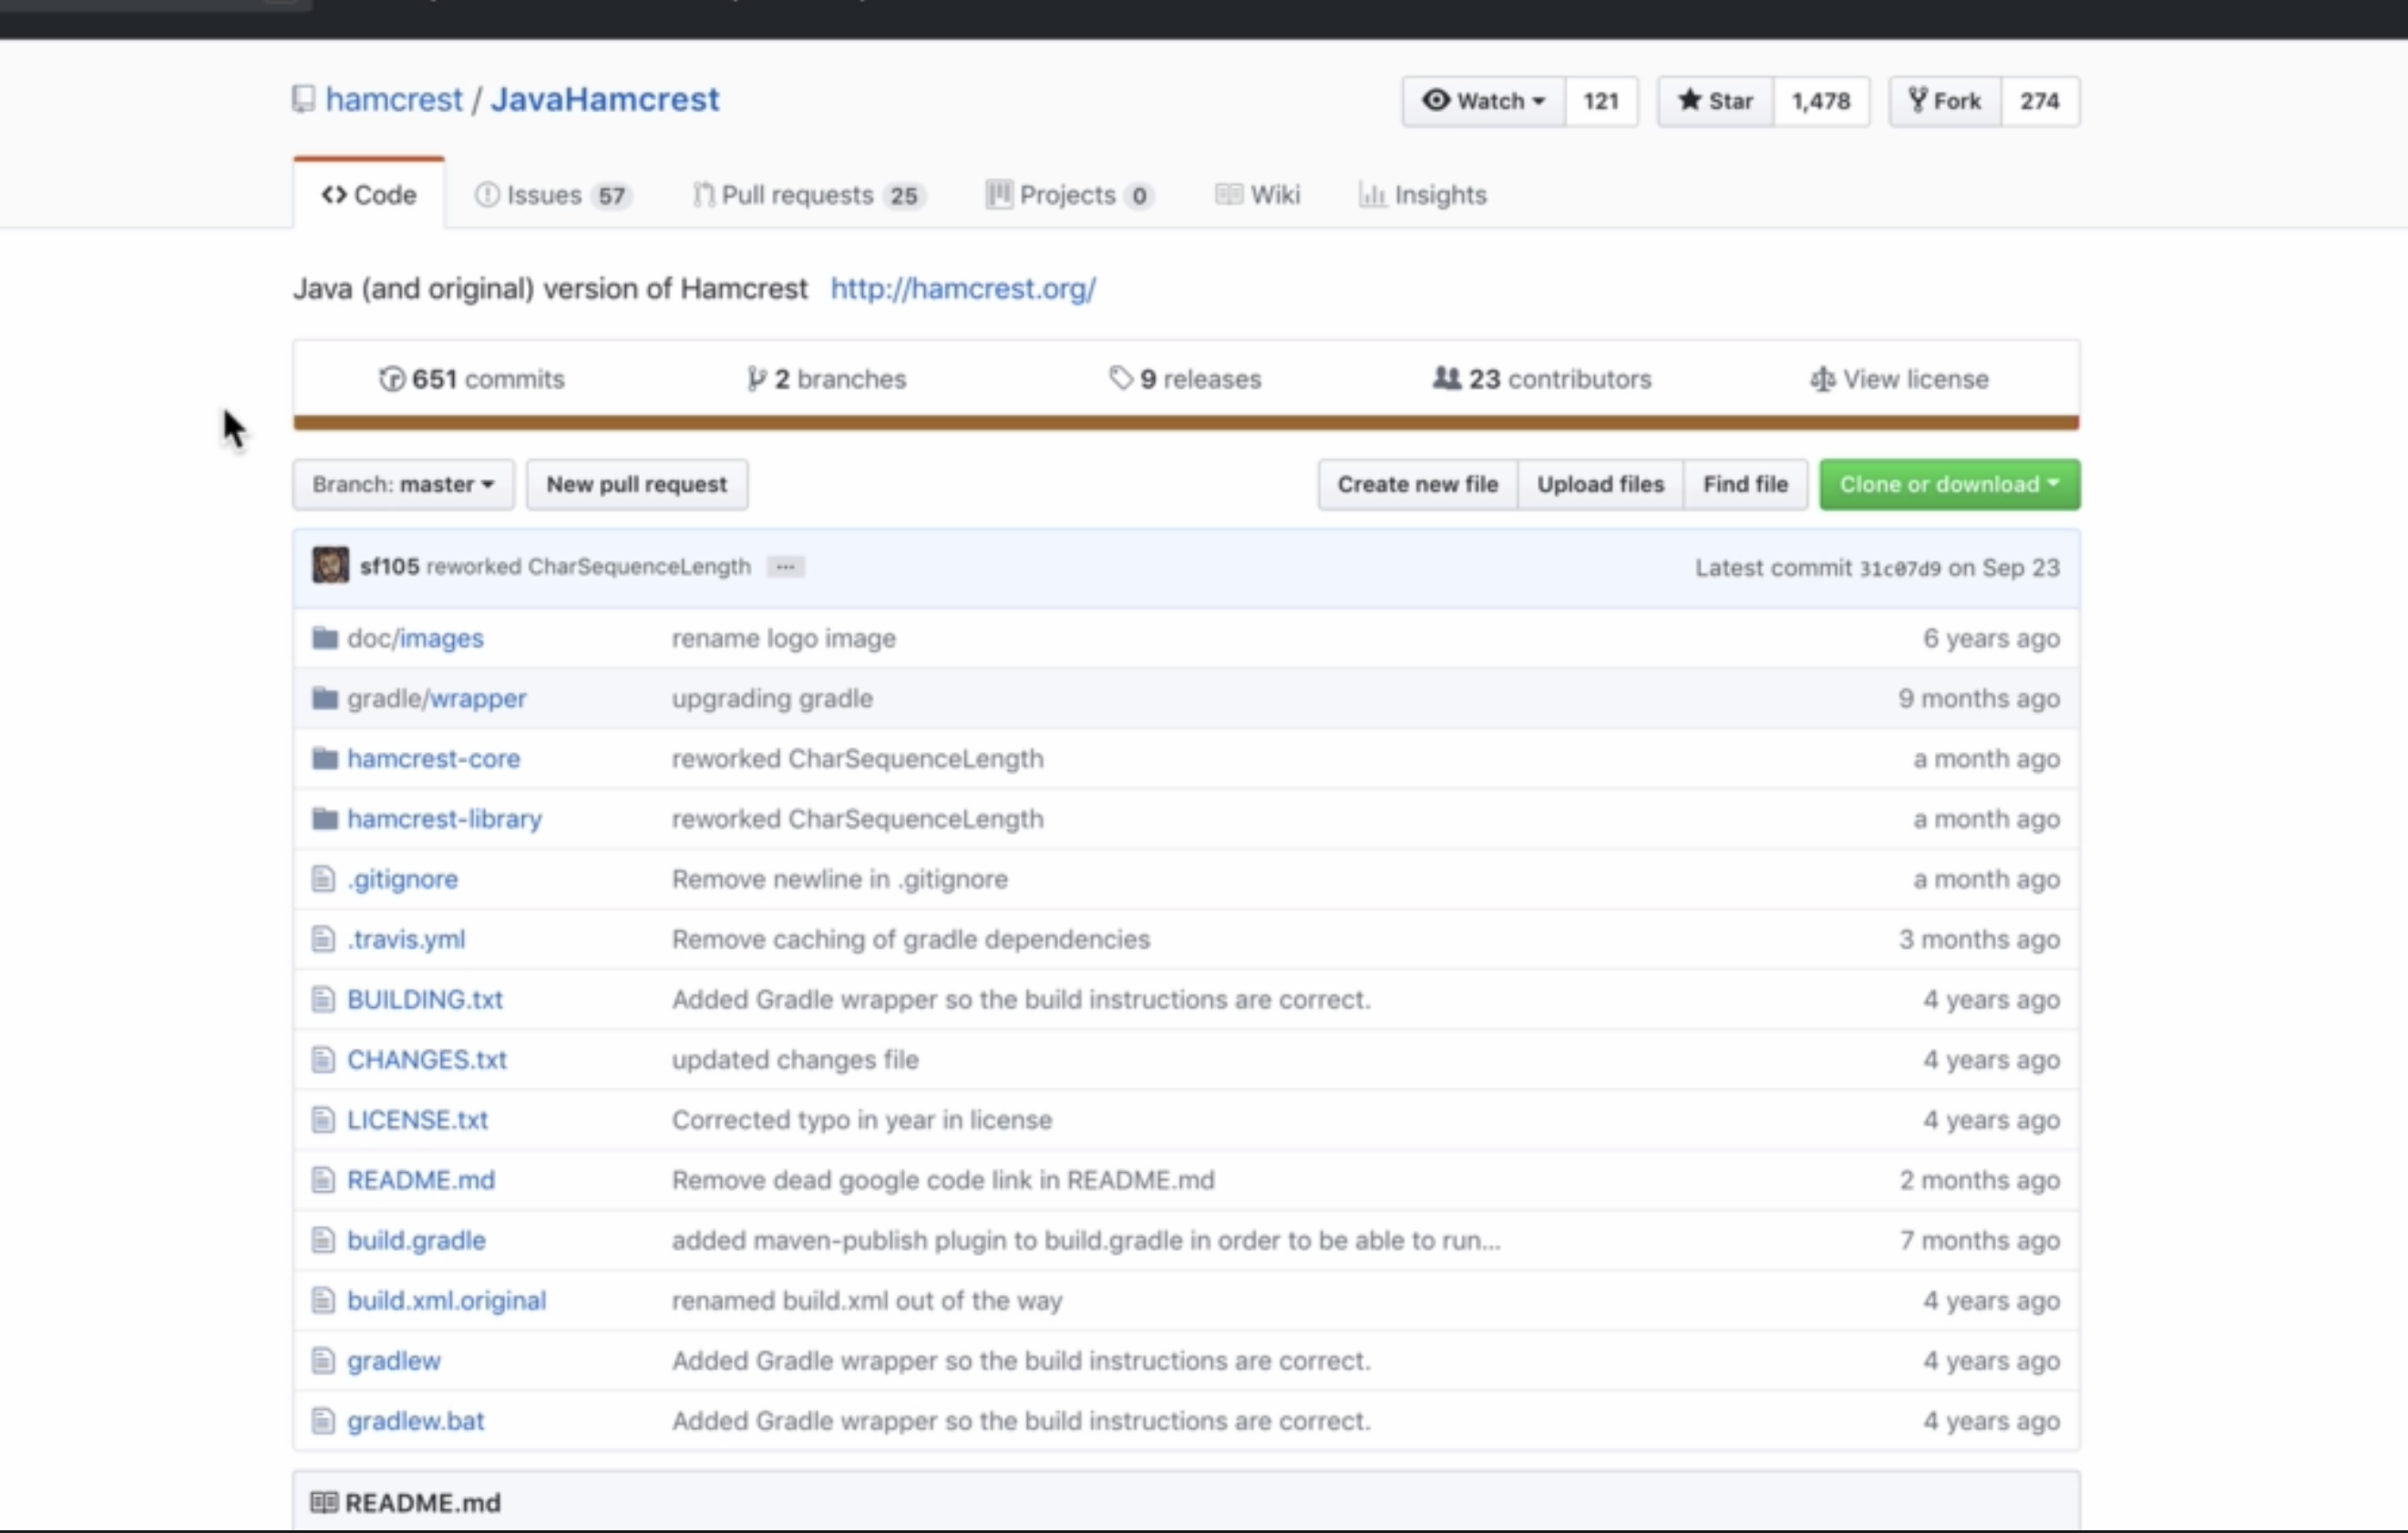 hamcrest / JavaHamcrest Watch 121 Star 1,478 Fork 274
Code Issues 57 Pull requests 25 Projects 0 Wiki Insights
Java (and original) version of Hamcrest http://hamcrest.org/
651 commits 2 branches 9 releases 23 contributors View license
Branch: master New pull request Create new file Upload files Find file Clone or download
sf105 reworked CharSequenceLength ... Latest commit 31c07d9 on Sep 23
doc/images rename logo image 6 years ago
gradle/wrapper upgrading gradle 9 months ago
hamcrest-core reworked CharSequenceLength a month ago
hamcrest-library reworked CharSequenceLength a month ago
.gitignore Remove newline in .gitignore a month ago
.travis.yml Remove caching of gradle dependencies 3 months ago
BUILDING.txt Added Gradle wrapper so the build instructions are correct. 4 years ago
CHANGES.txt updated changes file 4 years ago
LICENSE.txt Corrected typo in year in license 4 years ago
README.md Remove dead google code link in README.md 2 months ago
build.gradle added maven-publish plugin to build.gradle in order to be able to run... 7 months ago
build.xml.original renamed build.xml out of the way 4 years ago
gradlew Added Gradle wrapper so the build instructions are correct. 4 years ago
gradlew.bat Added Gradle wrapper so the build instructions are correct. 4 years ago
README.md